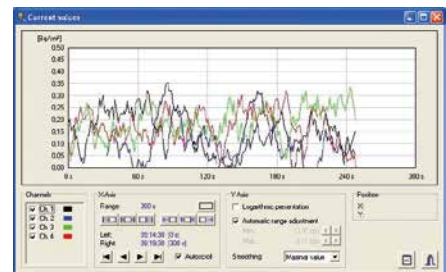 Current values
[Bq/m³]
0.50
0.45
0.40
0.35
0.30
0.25
0.20
0.15
0.10
0.05
0.00
0 s 60 s 120 s 180 s 240 s 300 s
Channels
Ch. 1
Ch. 2
Ch. 3
Ch. 4
X-Axis
Range: 300 s
Left: (0 s)
Right: (300 s)
Autoscroll
Y Axis
Logarithmic presentation
Automatic range adjustment
Smoothing: Maximal value
Position
X:
Y: